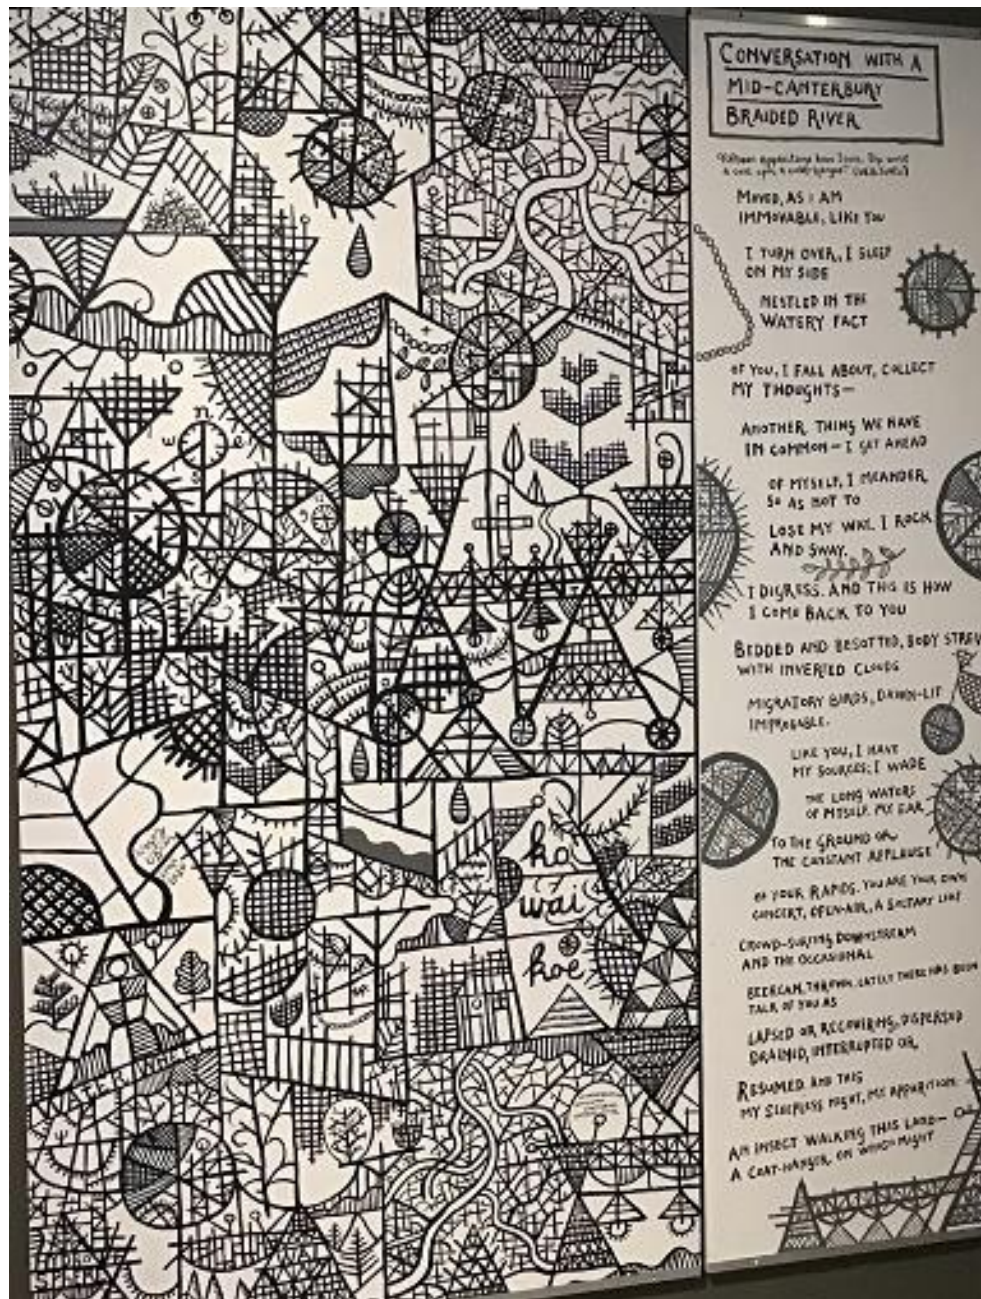 CONVERSATION WITH A
MID-CANTERBURY
BRAIDED RIVER
MOVED, AS I AM
IMMOVABLE, LIKE YOU
I TURN OVER, I SLEEP
ON MY SIDE
NESTLED IN THE
WATERY FACT
OF YOU, I FALL ABOUT, COLLECT
MY THOUGHTS—
ANOTHER THING WE HAVE
IN COMMON—I GET AHEAD
OF MYSELF, I MEANDER
SO AS NOT TO
LOSE MY WAY. I ROCK
AND SWAY.
I DIGRESS. AND THIS IS HOW
I COME BACK TO YOU
BEDDED AND BESOTTED, BODY STREW
WITH INVERTED CLOUDS
MIGRATORY BIRDS, DAWN-LIT
IMPROBABLE.
LIKE YOU, I HAVE
MY SOURCES; I WADE
THE LONG WATERS
OF MYSELF, MY EAR
TO THE GROUND OR
THE CONSTANT APPLAUSE
OF YOUR RAPIDS. YOU ARE YOUR OWN
CONCERT, OPEN-AIR, A SOLITARY
CROWD-SURFING DOWNSTREAM
AND THE OCCASIONAL
BEERCAN, THROWN. LATELY THERE HAS BEEN
TALK OF YOU AS
LAPSED OR RECOVERING, DISPERSED
DRAINED, INTERRUPTED OR
RESUMED AND THIS
MY SLEEPLESS NIGHT, MY APPARITION:
AN INSECT WALKING THIS LAND—
A COAT-HANGER, ON WHICH MIGHT
n
w e
ko
wai
koe